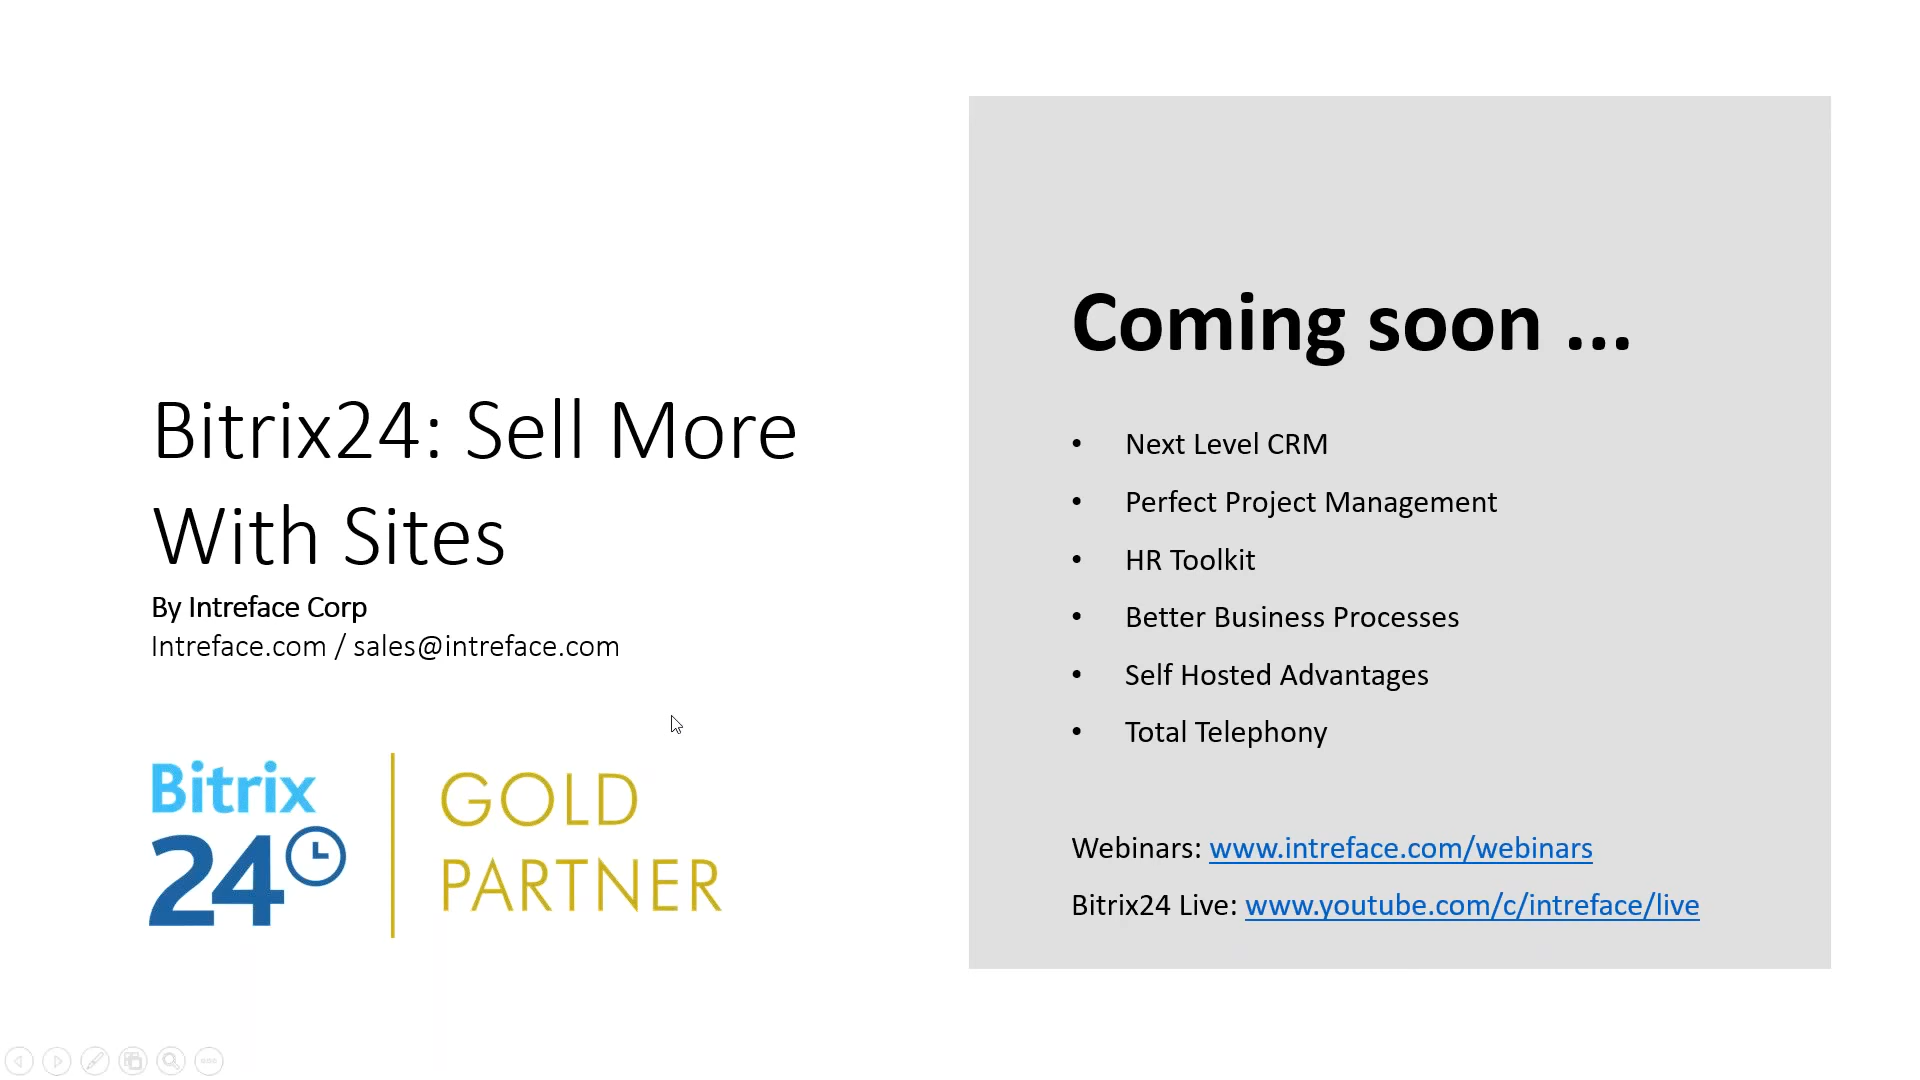 Bitrix24: Sell More
With Sites
By Intreface Corp
Intreface.com / sales@intreface.com
Bitrix
24
GOLD
PARTNER
Coming soon ...
• Next Level CRM
• Perfect Project Management
• HR Toolkit
• Better Business Processes
• Self Hosted Advantages
• Total Telephony
Webinars: www.intreface.com/webinars
Bitrix24 Live: www.youtube.com/c/intreface/live